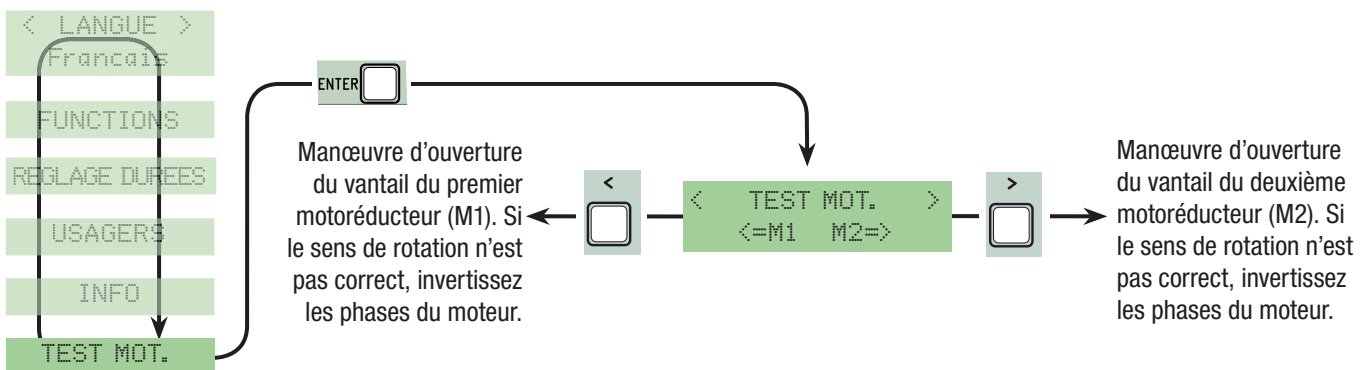 < LANGUE >
Francais
FUNCTIONS
REGLAGE DUREES
USAGERS
INFO
TEST MOT.
ENTER
Manœuvre d'ouverture
du vantail du premier
motoréducteur (M1). Si
le sens de rotation n'est
pas correct, invertissez
les phases du moteur.
<
< TEST MOT. >
<=M1 M2=>
>
Manœuvre d'ouverture
du vantail du deuxième
motoréducteur (M2). Si
le sens de rotation n'est
pas correct, invertissez
les phases du moteur.